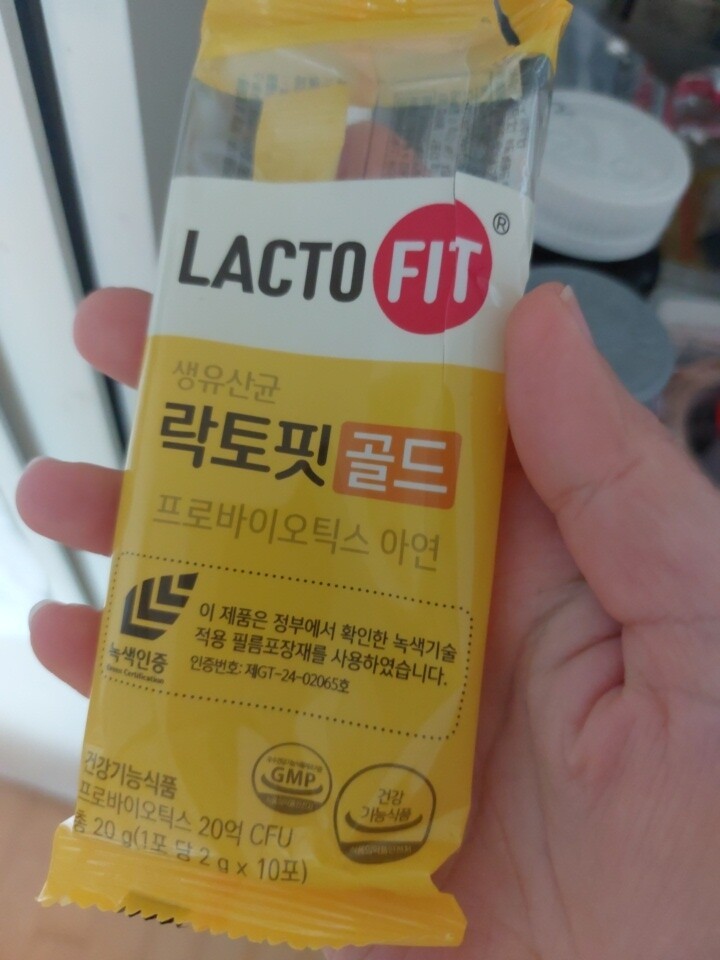 LACTO FIT®
생유산균
락토핏 골드
프로바이오틱스 아연
이 제품은 정부에서 확인한 녹색기술
적용 필름포장재를 사용하였습니다.
인증번호: 제GT-24-02065호
녹색인증
Green Certification
GMP
건강
기능식품
건강기능식품
프로바이오틱스 20억 CFU
총 20 g(1포 당 2 g x 10포)